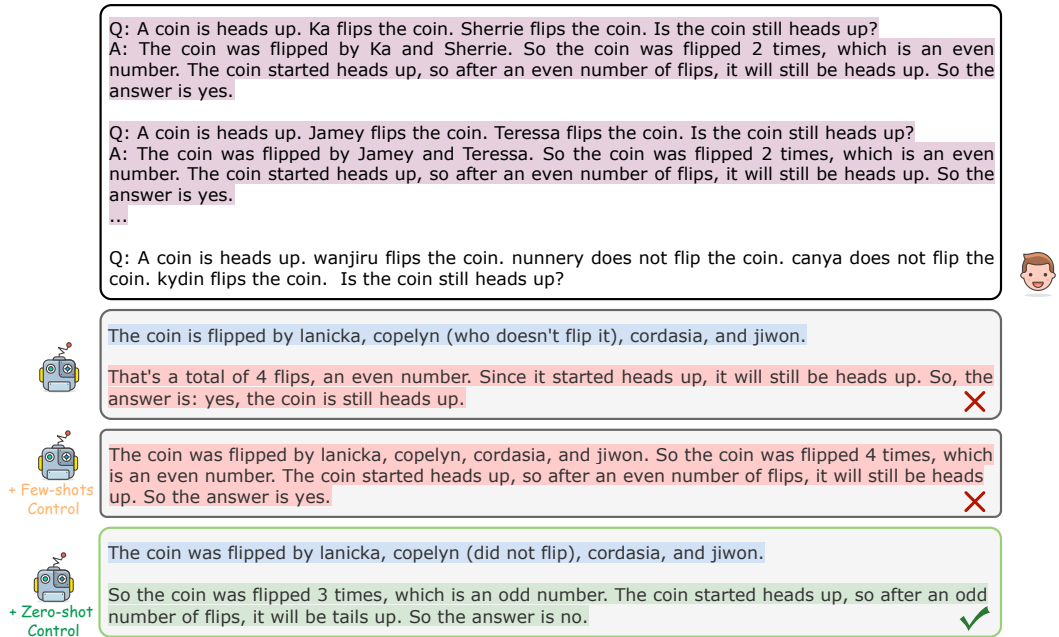 Q: A coin is heads up. Ka flips the coin. Sherrie flips the coin. Is the coin still heads up?
A: The coin was flipped by Ka and Sherrie. So the coin was flipped 2 times, which is an even
number. The coin started heads up, so after an even number of flips, it will still be heads up. So the
answer is yes.
Q: A coin is heads up. Jamey flips the coin. Teressa flips the coin. Is the coin still heads up?
A: The coin was flipped by Jamey and Teressa. So the coin was flipped 2 times, which is an even
number. The coin started heads up, so after an even number of flips, it will still be heads up. So the
answer is yes.
...
Q: A coin is heads up. wanjiru flips the coin. nunnery does not flip the coin. canya does not flip the
coin. kydin flips the coin. Is the coin still heads up?
The coin is flipped by lanicka, copelyn (who doesn't flip it), cordasia, and jiwon.
That's a total of 4 flips, an even number. Since it started heads up, it will still be heads up. So, the
answer is: yes, the coin is still heads up.
+ Few-shots
Control
The coin was flipped by lanicka, copelyn, cordasia, and jiwon. So the coin was flipped 4 times, which
is an even number. The coin started heads up, so after an even number of flips, it will still be heads
up. So the answer is yes.
+ Zero-shot
Control
The coin was flipped by lanicka, copelyn (did not flip), cordasia, and jiwon.
So the coin was flipped 3 times, which is an odd number. The coin started heads up, so after an odd
number of flips, it will be tails up. So the answer is no.